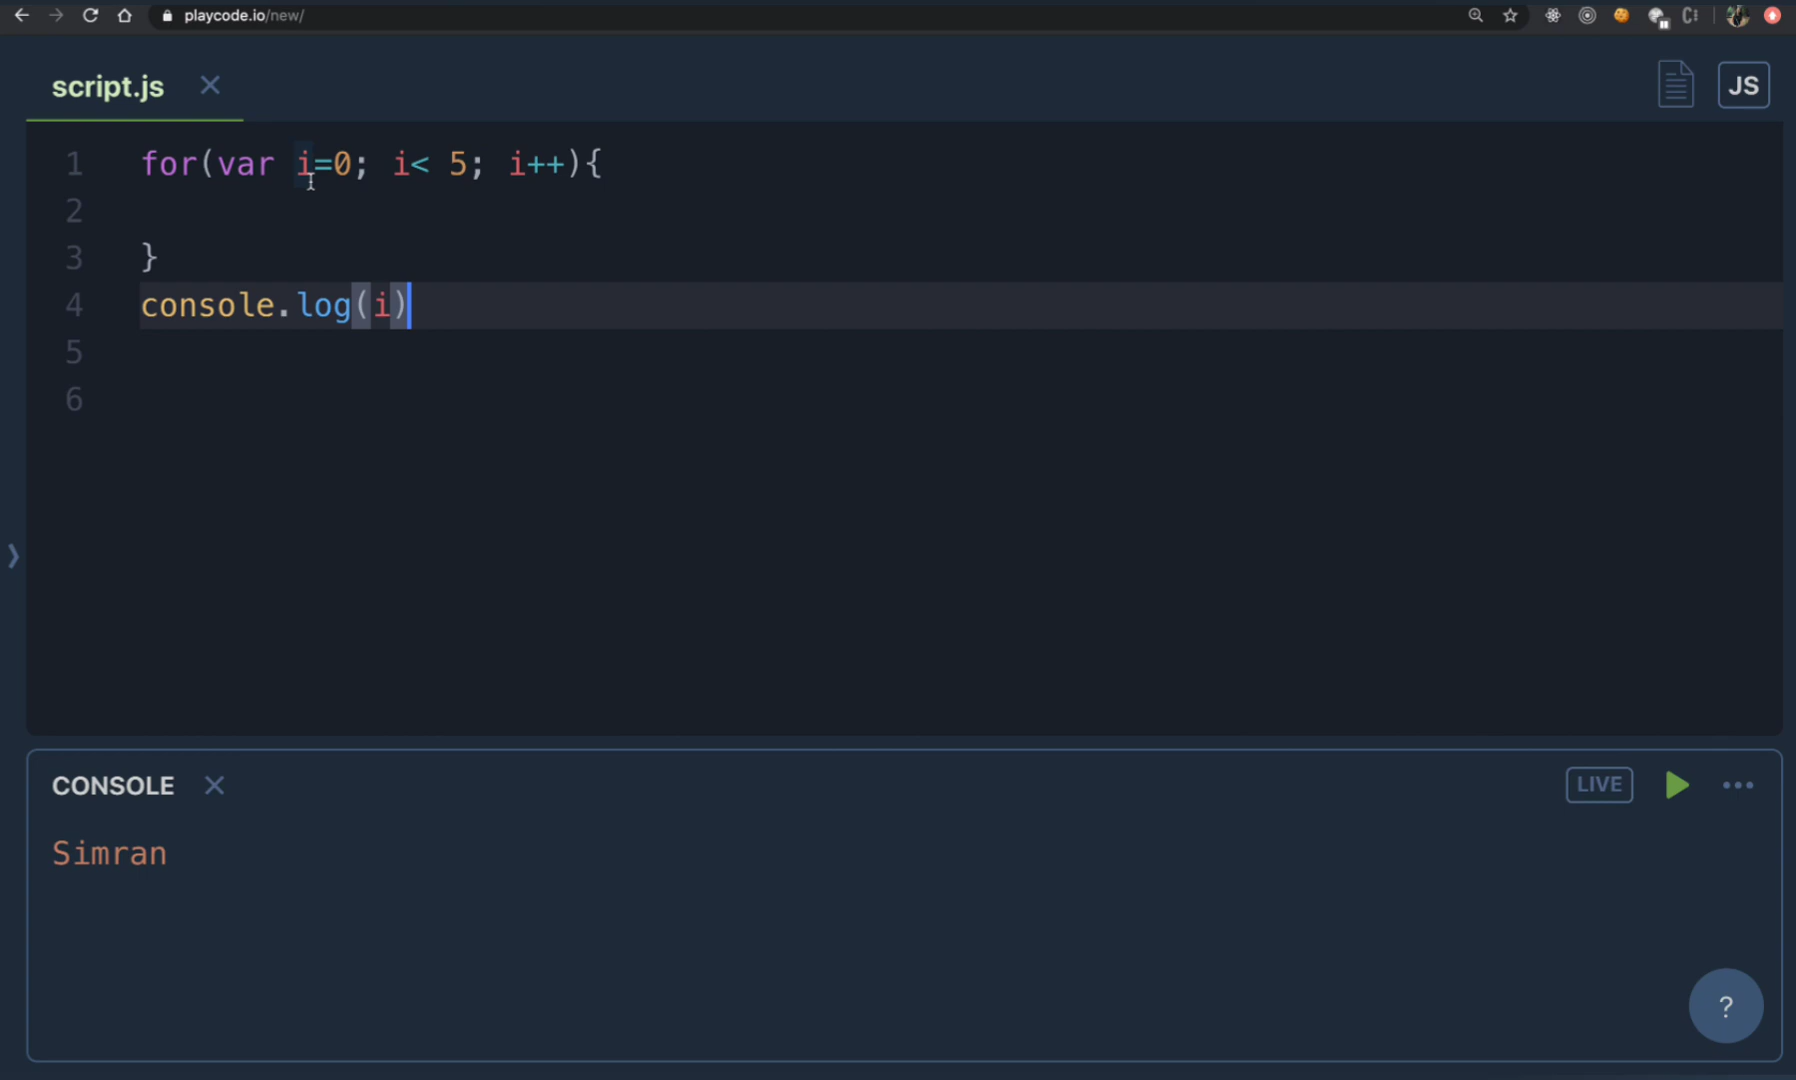 playcode.io/new/
script.js
JS
1 for(var i=0; i< 5; i++){
2
3 }
4 console.log(i)
5
6
CONSOLE
LIVE
Simran
?